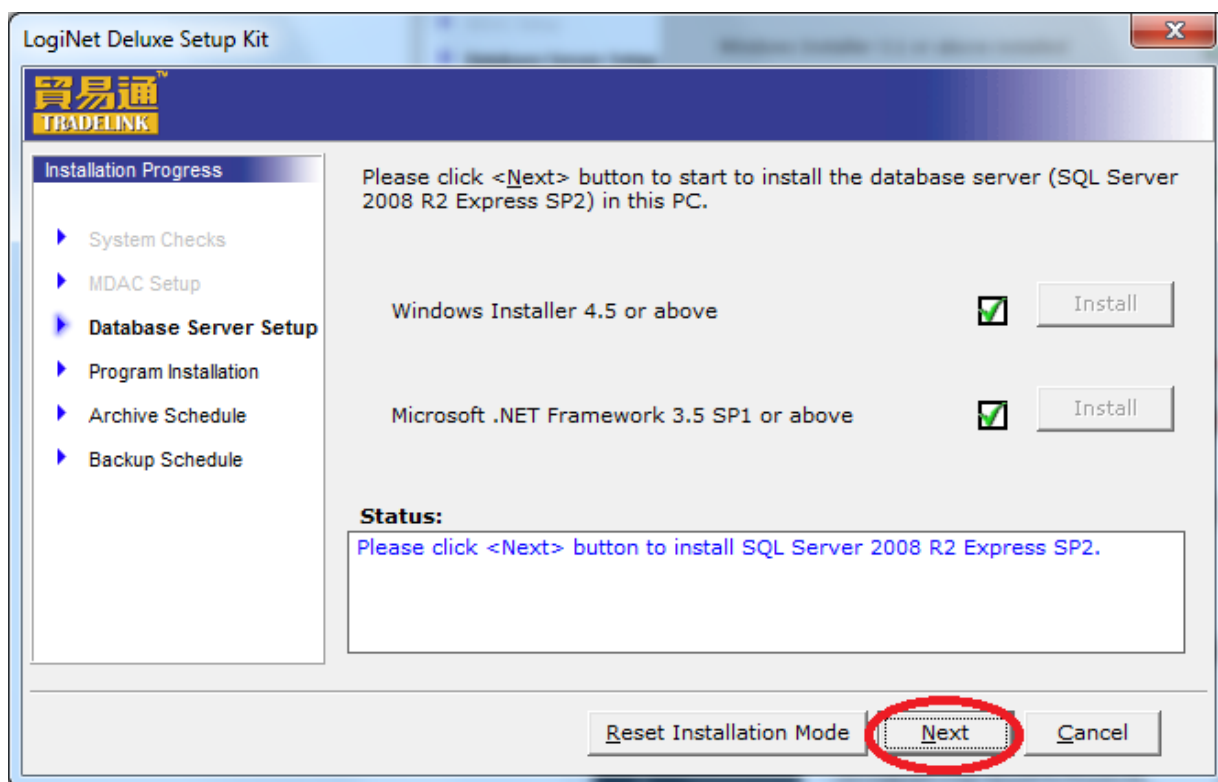 LogiNet Deluxe Setup Kit
貿易通™
TRADELINK
Installation Progress
System Checks
MDAC Setup
Database Server Setup
Program Installation
Archive Schedule
Backup Schedule
Please click <Next> button to start to install the database server (SQL Server
2008 R2 Express SP2) in this PC.
Windows Installer 4.5 or above
Install
Microsoft .NET Framework 3.5 SP1 or above
Install
Status:
Please click <Next> button to install SQL Server 2008 R2 Express SP2.
Reset Installation Mode
Next
Cancel